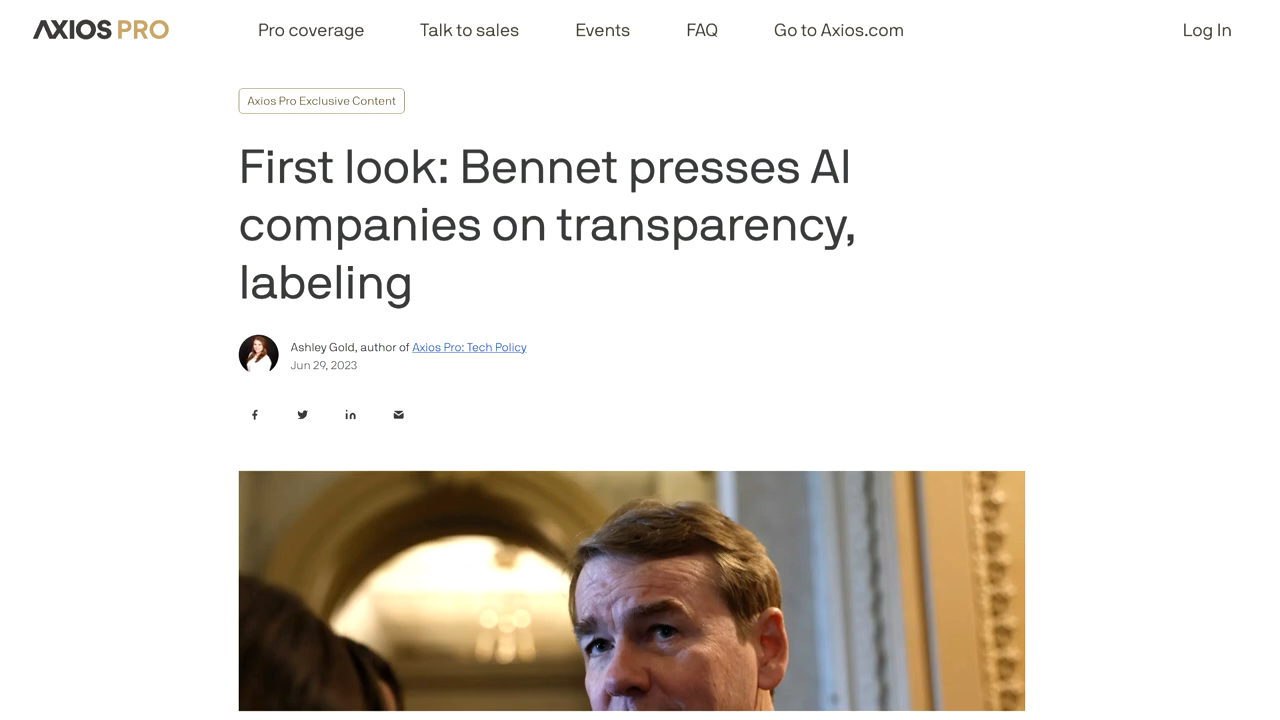 AXIOS PRO
Pro coverage
Talk to sales
Events
FAQ
Go to Axios.com
Log In
Axios Pro Exclusive Content
First look: Bennet presses AI
companies on transparency,
labeling
Ashley Gold, author of Axios Pro: Tech Policy
Jun 29, 2023